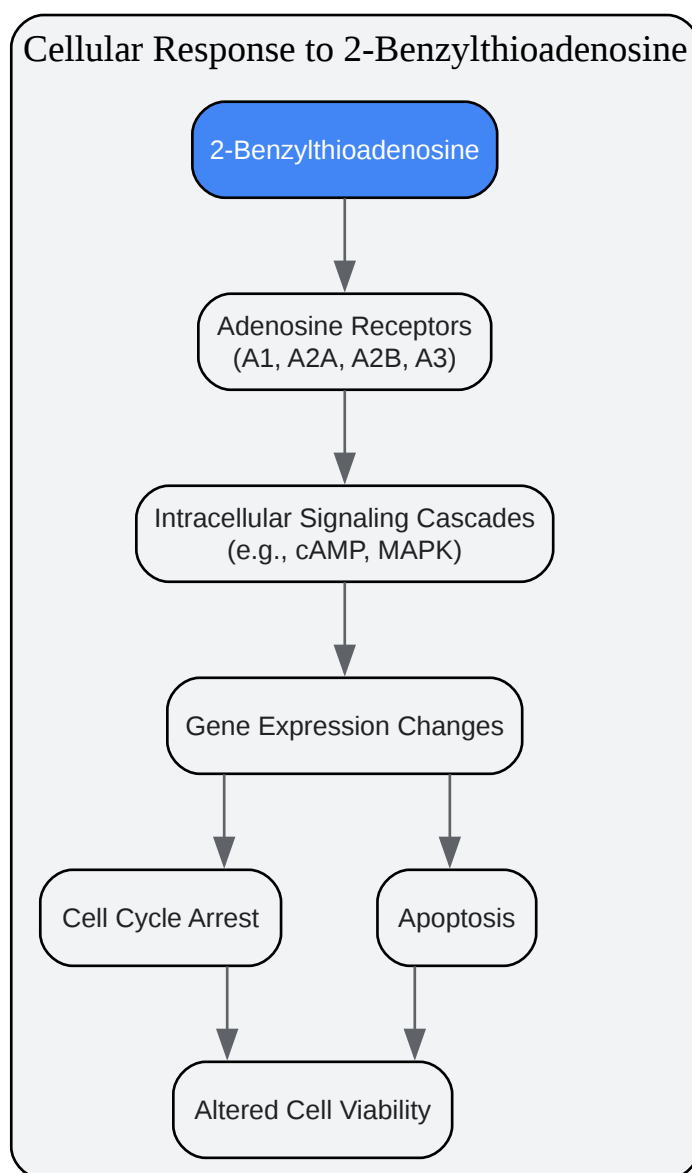 Cellular Response to 2-Benzylthioadenosine
2-Benzylthioadenosine
Adenosine Receptors
(A1, A2A, A2B, A3)
Intracellular Signaling Cascades
(e.g., cAMP, MAPK)
Gene Expression Changes
Cell Cycle Arrest
Apoptosis
Altered Cell Viability